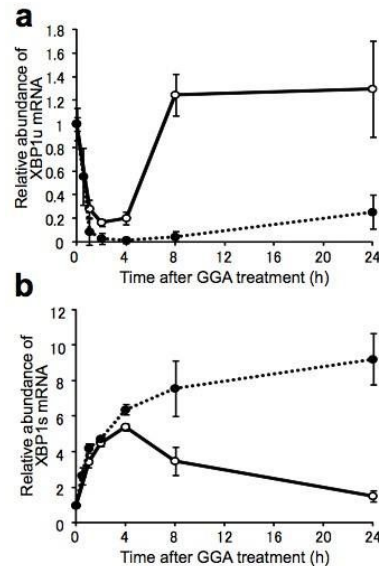 a
Relative abundance of
XBP1u mRNA
1.8
1.6
1.4
1.2
1
0.8
0.6
0.4
0.2
0
0 4 8 12 16 20 24
Time after GGA treatment (h)
b
Relative abundance of
XBP1s mRNA
12
10
8
6
4
2
0
0 4 8 12 16 20 24
Time after GGA treatment (h)